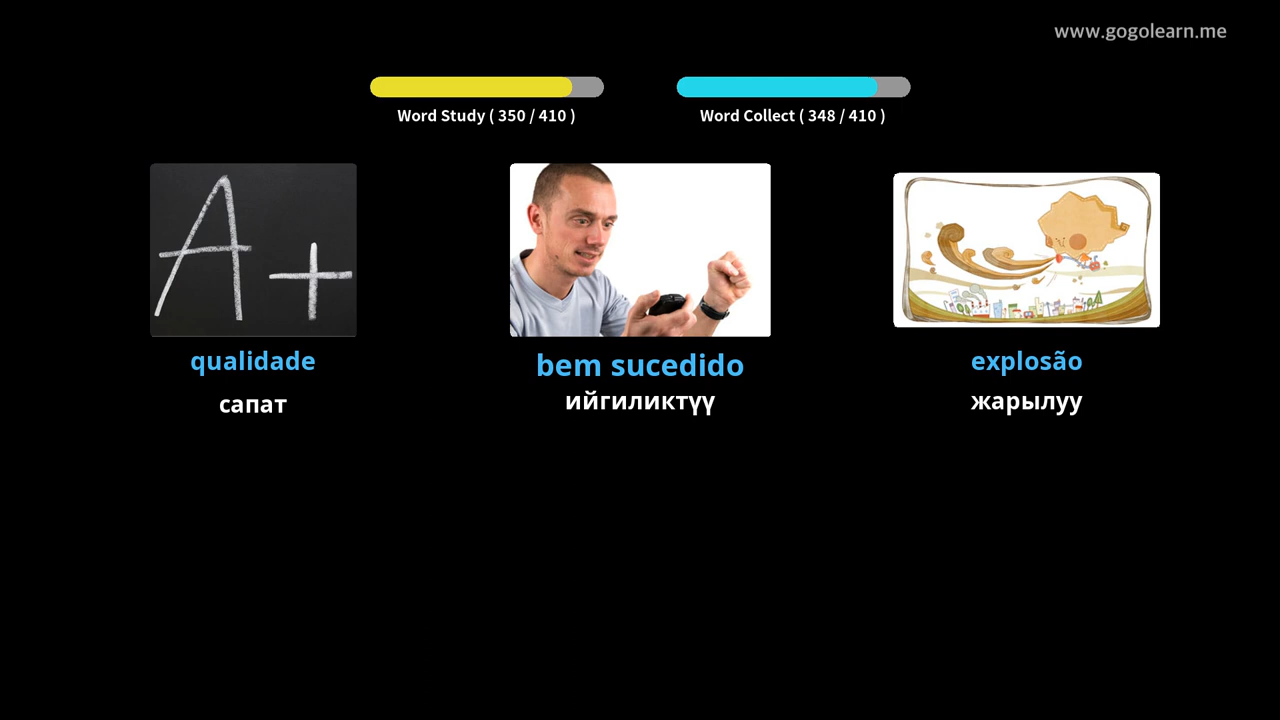 www.gogolearn.me
Word Study ( 350 / 410 )
Word Collect ( 348 / 410 )
A+
qualidade
bem sucedido
explosão
сапат
ийгиликтүү
жарылуу